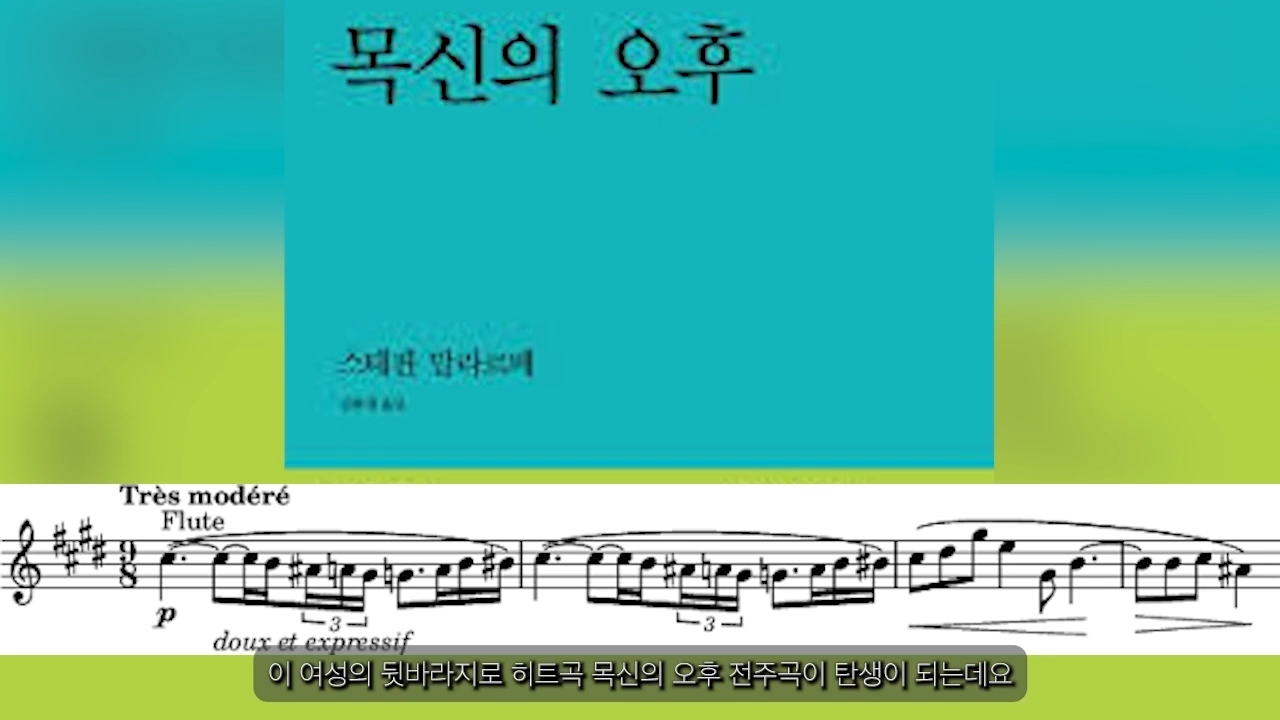 목신의 오후
스테판 말라르메
Très modéré
Flute
9
8
p
3
3
doux et expressif
이 여성의 뒷바라지로 히트곡 목신의 오후 전주곡이 탄생이 되는데요